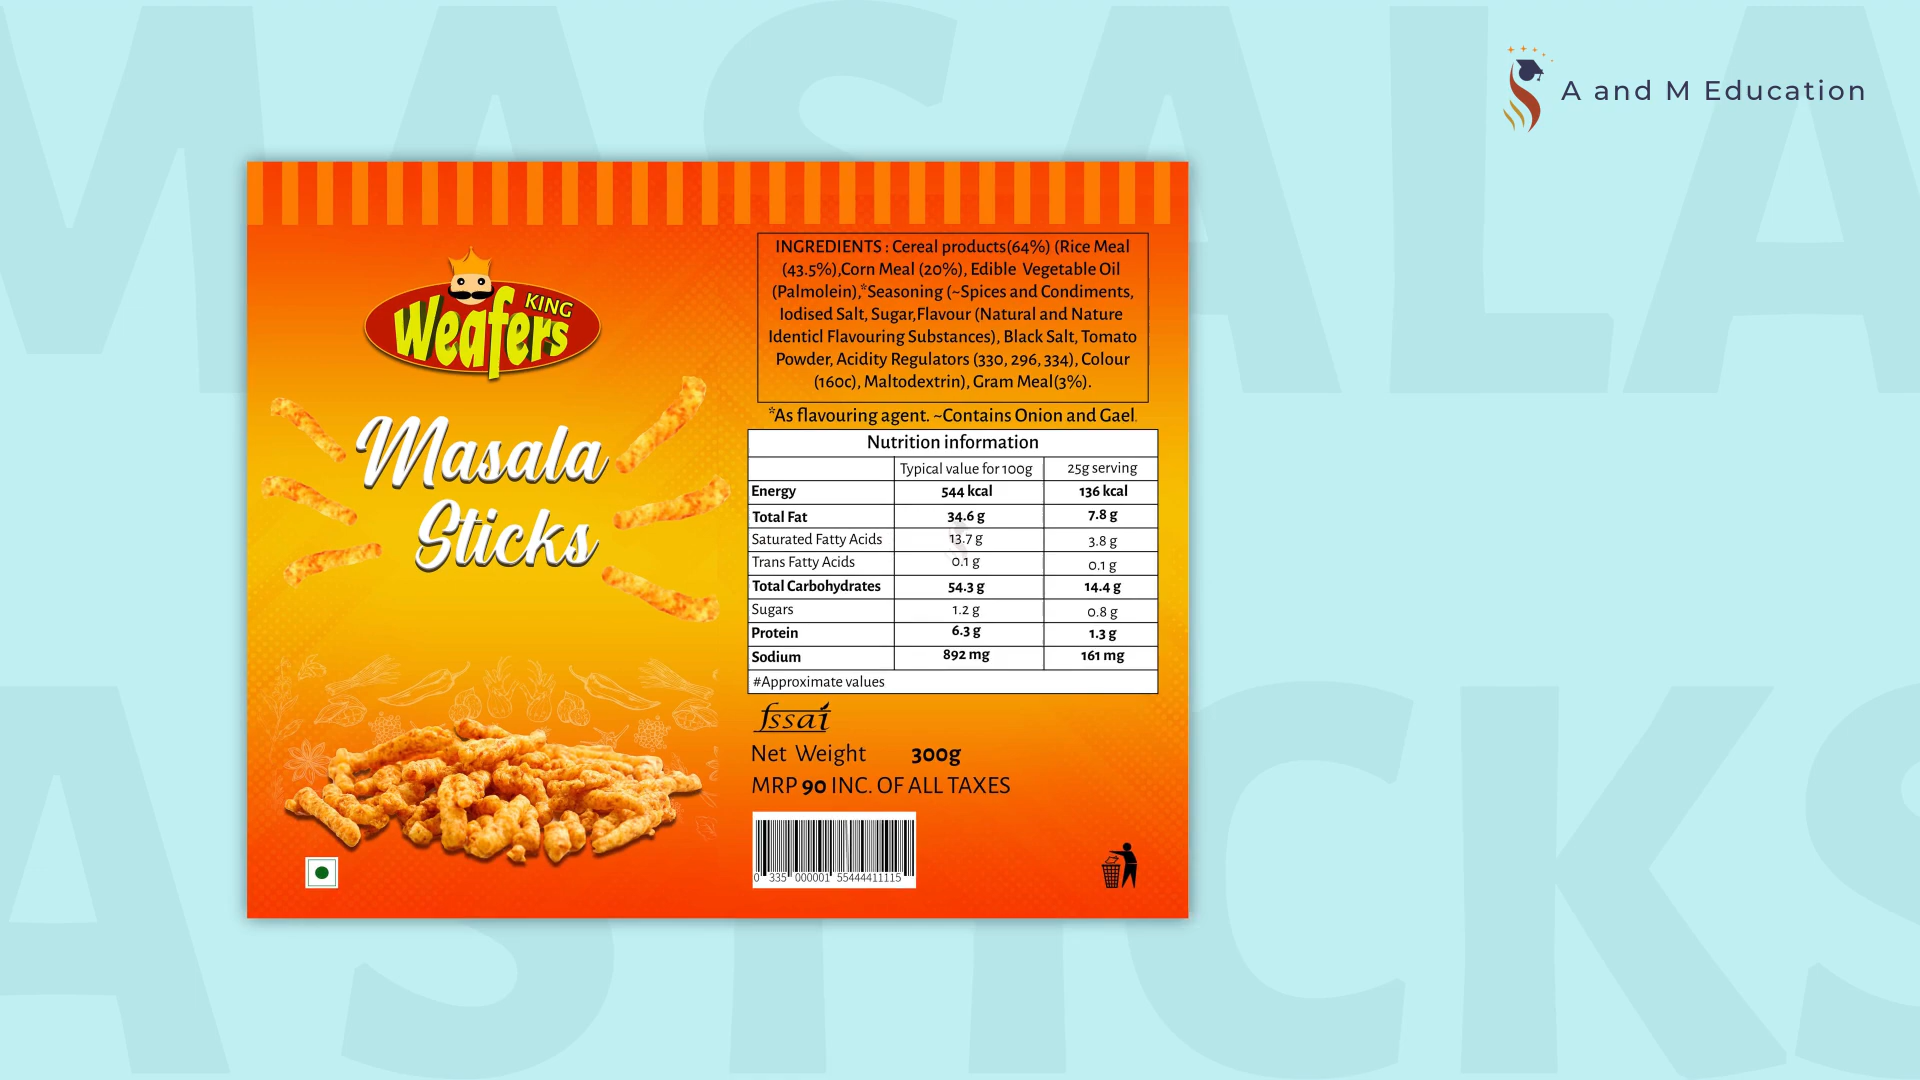 MASALA
A and M Education
KING
Weafers
Masala
Sticks
INGREDIENTS : Cereal products(64%) (Rice Meal
(43.5%),Corn Meal (20%), Edible Vegetable Oil
(Palmolein),*Seasoning (~Spices and Condiments,
Iodised Salt, Sugar,Flavour (Natural and Nature
Identicl Flavouring Substances), Black Salt, Tomato
Powder, Acidity Regulators (330, 296, 334), Colour
(160c), Maltodextrin), Gram Meal(3%).
*As flavouring agent. ~Contains Onion and Gael.
Nutrition information
Typical value for 100g 25g serving
Energy 544 kcal 136 kcal
Total Fat 34.6 g 7.8 g
Saturated Fatty Acids 13.7 g 3.8 g
Trans Fatty Acids 0.1 g 0.1 g
Total Carbohydrates 54.3 g 14.4 g
Sugars 1.2 g 0.8 g
Protein 6.3 g 1.3 g
Sodium 892 mg 161 mg
#Approximate values
fssai
Net Weight 300g
MRP 90 INC. OF ALL TAXES
0 335 000001 55444411115
A STICKS